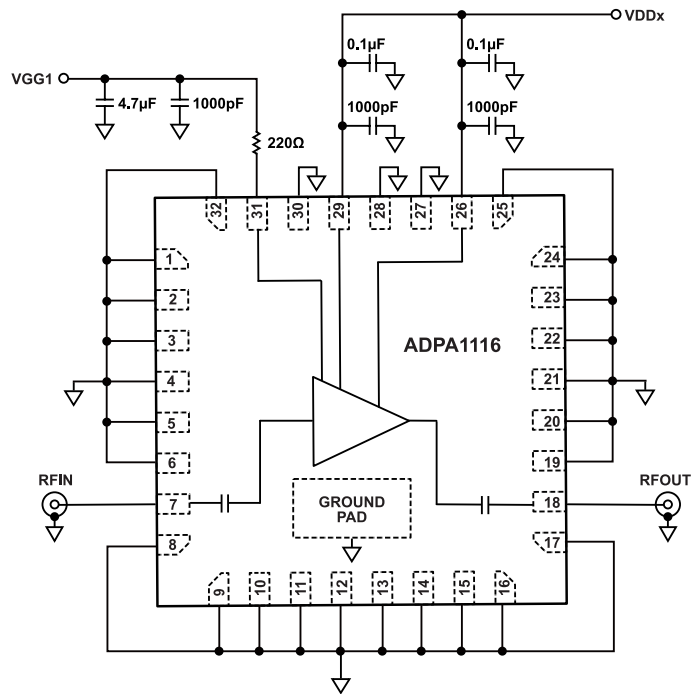 VDDx
0.1µF
0.1µF
VGG1
4.7µF
1000pF
1000pF
1000pF
220Ω
32
31
30
29
28
27
26
25
1
2
3
4
5
6
7
8
24
23
22
21
20
19
18
17
ADPA1116
RFIN
RFOUT
GROUND
PAD
9
10
11
12
13
14
15
16